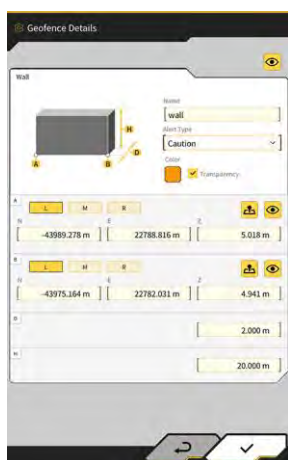 Geofence Details
Wall
H
D
A
B
Name
wall
Alert Type
Caution
Color
Transparency
A
L M R
N E Z
-43989.278 m 22788.816 m 5.018 m
B
L M R
N E Z
-43975.164 m 22782.031 m 4.941 m
D
2.000 m
H
20.000 m